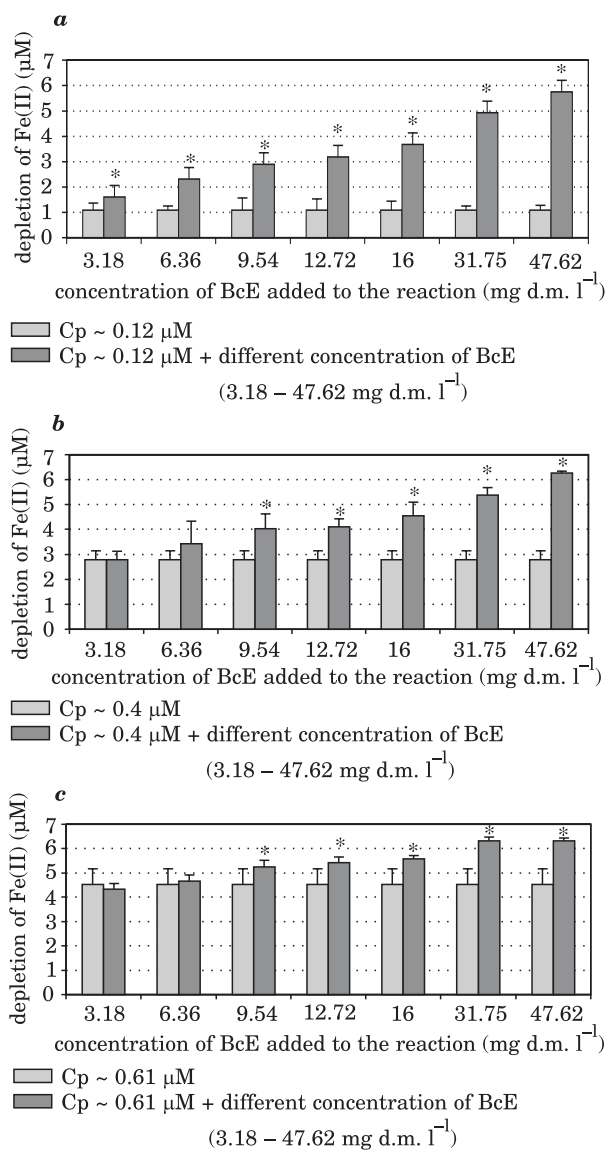 a
depletion of Fe(II) (µM)
7
6
5
4
3
2
1
0
* * * * * * *
3.18 6.36 9.54 12.72 16 31.75 47.62
concentration of BcE added to the reaction (mg d.m. l⁻¹)
Cp ~ 0.12 µM
Cp ~ 0.12 µM + different concentration of BcE
(3.18 – 47.62 mg d.m. l⁻¹)
b
depletion of Fe(II) (µM)
7
6
5
4
3
2
1
0
* * * * *
3.18 6.36 9.54 12.72 16 31.75 47.62
concentration of BcE added to the reaction (mg d.m. l⁻¹)
Cp ~ 0.4 µM
Cp ~ 0.4 µM + different concentration of BcE
(3.18 – 47.62 mg d.m. l⁻¹)
c
depletion of Fe(II) (µM)
7
6
5
4
3
2
1
0
* * * * *
3.18 6.36 9.54 12.72 16 31.75 47.62
concentration of BcE added to the reaction (mg d.m. l⁻¹)
Cp ~ 0.61 µM
Cp ~ 0.61 µM + different concentration of BcE
(3.18 – 47.62 mg d.m. l⁻¹)